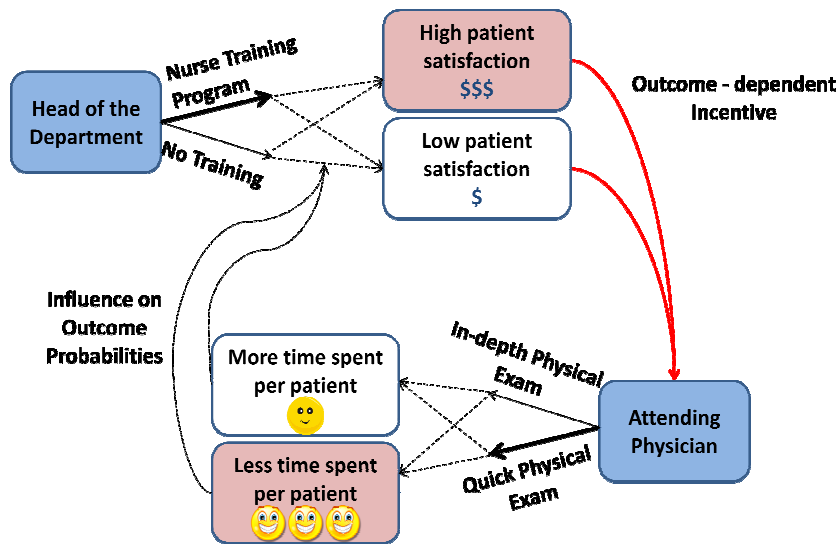 Head of the
Department
Nurse Training
Program
No Training
High patient
satisfaction
$$$
Low patient
satisfaction
$
Outcome - dependent
Incentive
Influence on
Outcome
Probabilities
More time spent
per patient
Less time spent
per patient
In-depth Physical
Exam
Quick Physical
Exam
Attending
Physician